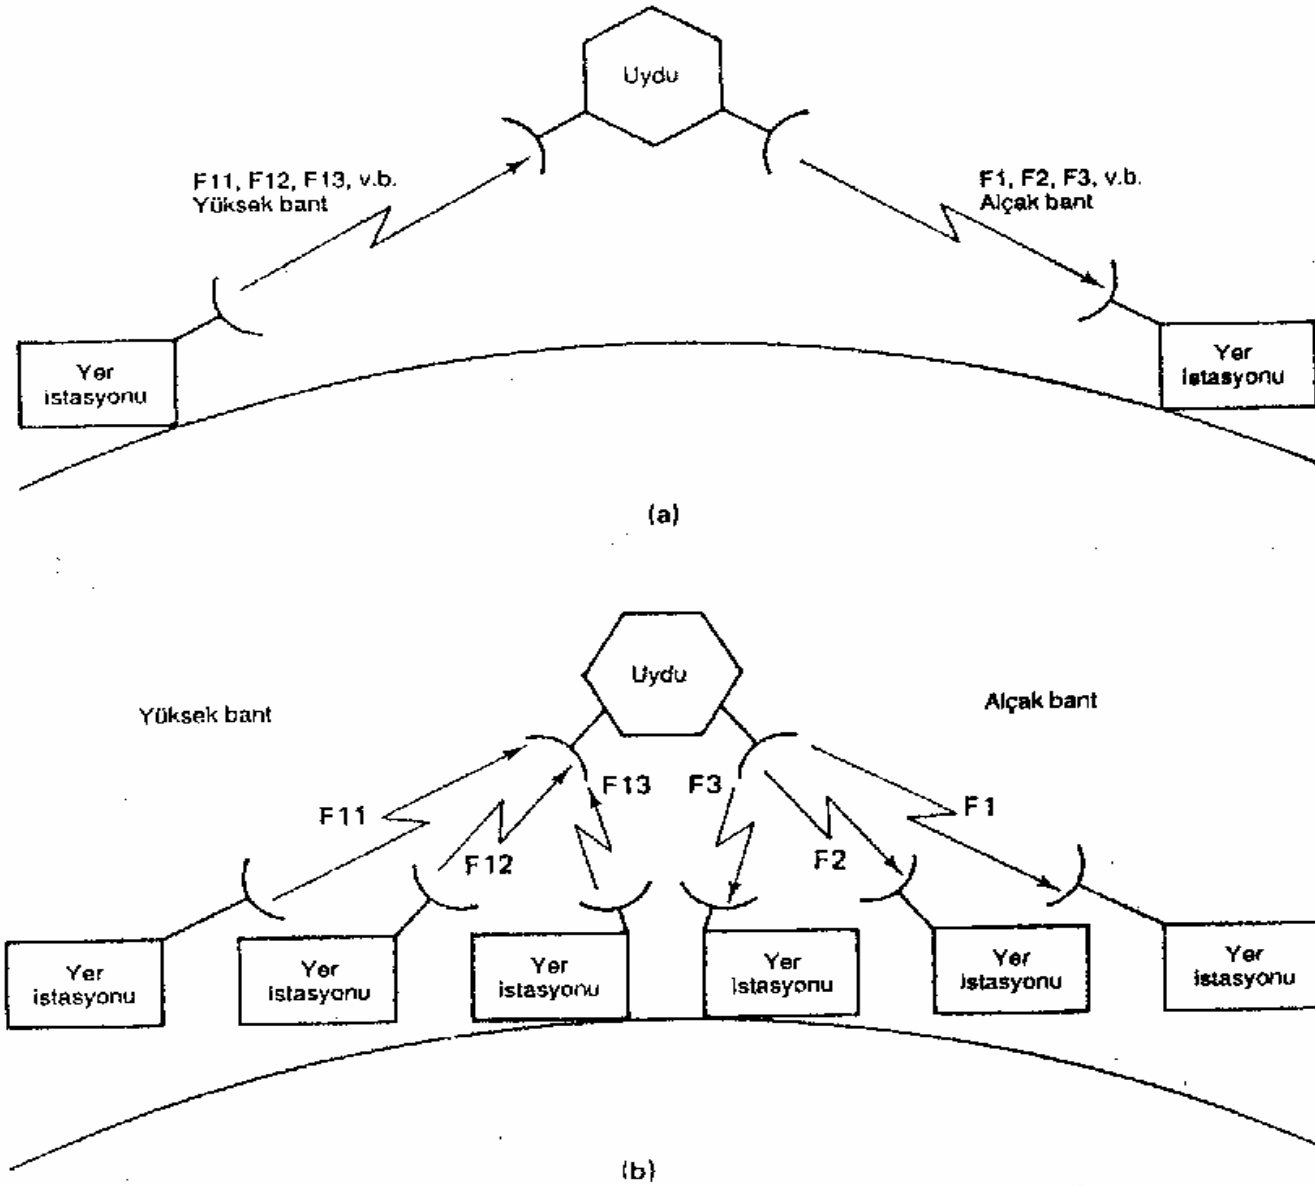 Uydu
F11, F12, F13, v.b.
Yüksek bant
F1, F2, F3, v.b.
Alçak bant
Yer
istasyonu
Yer
istasyonu
(a)
Uydu
Yüksek bant
Alçak bant
F13
F3
F11
F1
F12
F2
Yer
istasyonu
Yer
istasyonu
Yer
istasyonu
Yer
istasyonu
Yer
istasyonu
Yer
istasyonu
(b)